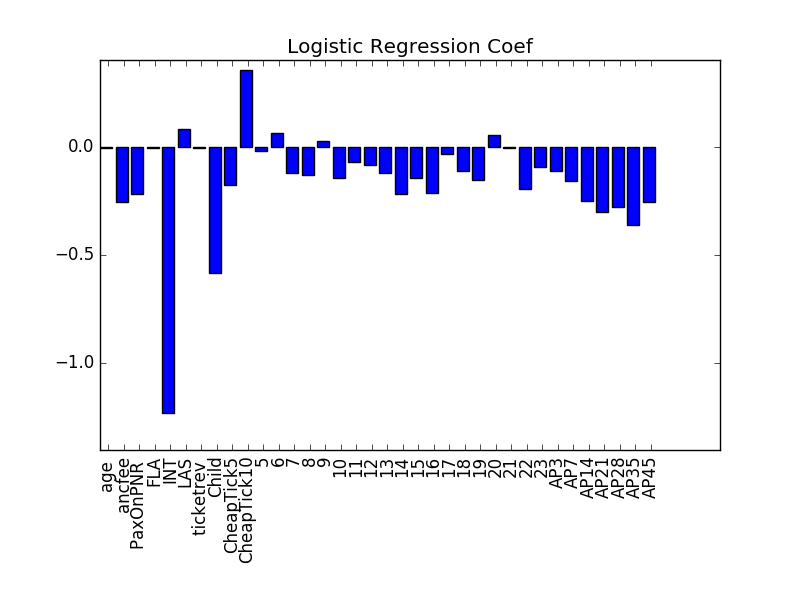 Logistic Regression Coef
0.0
−0.5
−1.0
age
ancfee
PaxOnPNR
FLA
INT
LAS
ticketrev
Child
CheapTick5
CheapTick10
5
6
7
8
9
10
11
12
13
14
15
16
17
18
19
20
21
22
23
AP3
AP7
AP14
AP21
AP28
AP35
AP45